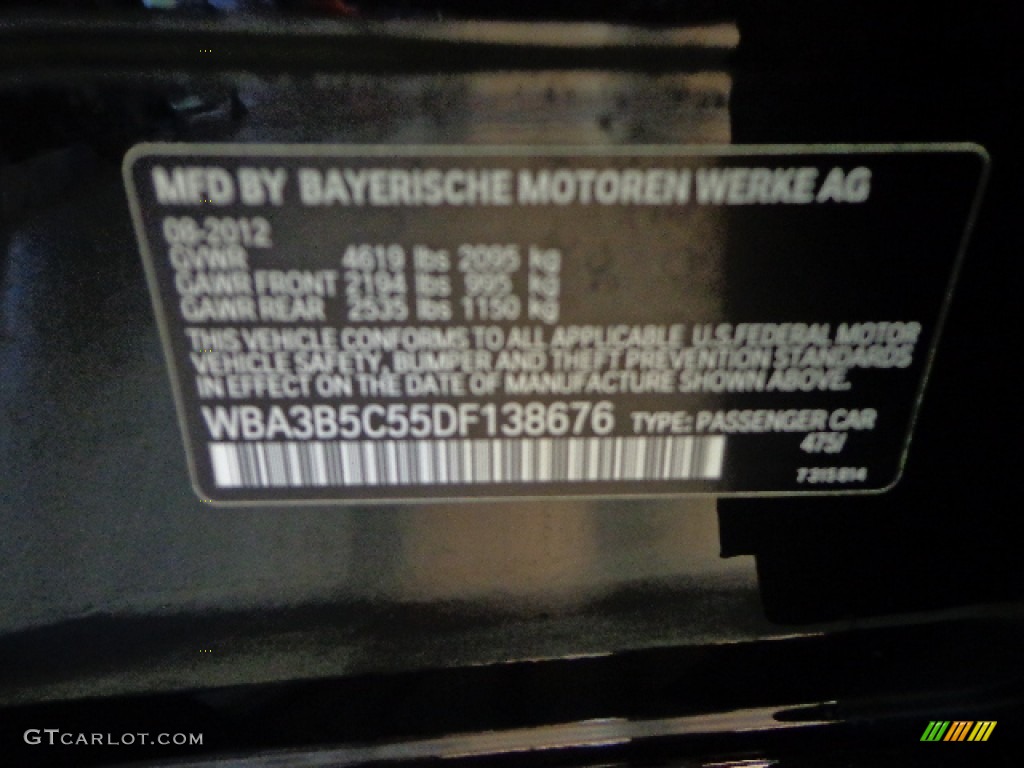 MFD BY BAYERISCHE MOTOREN WERKE AG
08-2012
GVWR 4619 lbs 2095 kg
GAWR FRONT 2194 lbs 995 kg
GAWR REAR 2535 lbs 1150 kg
THIS VEHICLE CONFORMS TO ALL APPLICABLE U.S.FEDERAL MOTOR
VEHICLE SAFETY, BUMPER AND THEFT PREVENTION STANDARDS
IN EFFECT ON THE DATE OF MANUFACTURE SHOWN ABOVE.
WBA3B5C55DF138676 TYPE: PASSENGER CAR
475/
7315814
GTCARLOT.COM